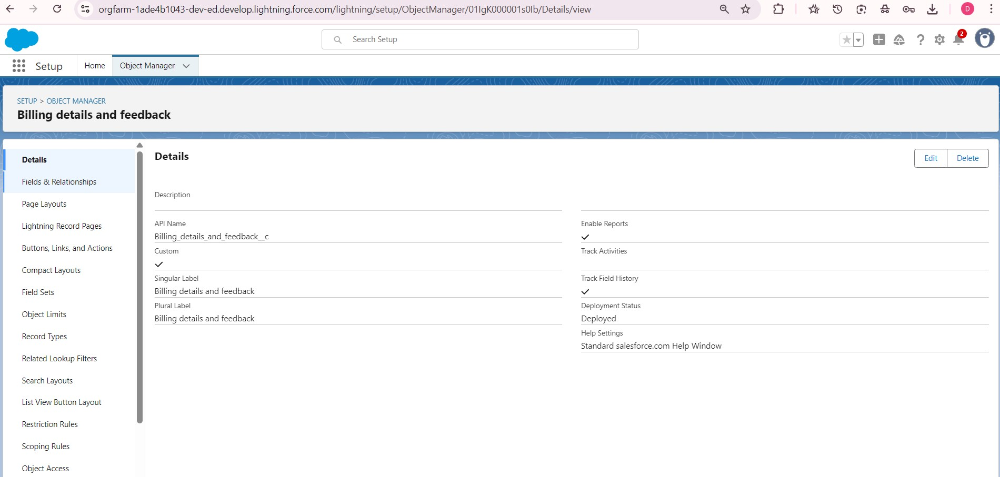 orgfarm-1ade4b1043-dev-ed.develop.lightning.force.com/lightning/setup/ObjectManager/01IgK000001s0Ib/Details/view
D
Search Setup
2
Setup
Home
Object Manager
SETUP > OBJECT MANAGER
Billing details and feedback
Details
Fields & Relationships
Page Layouts
Lightning Record Pages
Buttons, Links, and Actions
Compact Layouts
Field Sets
Object Limits
Record Types
Related Lookup Filters
Search Layouts
List View Button Layout
Restriction Rules
Scoping Rules
Object Access
Details
Edit
Delete
Description
API Name
Billing_details_and_feedback__c
Custom
Singular Label
Billing details and feedback
Plural Label
Billing details and feedback
Enable Reports
Track Activities
Track Field History
Deployment Status
Deployed
Help Settings
Standard salesforce.com Help Window